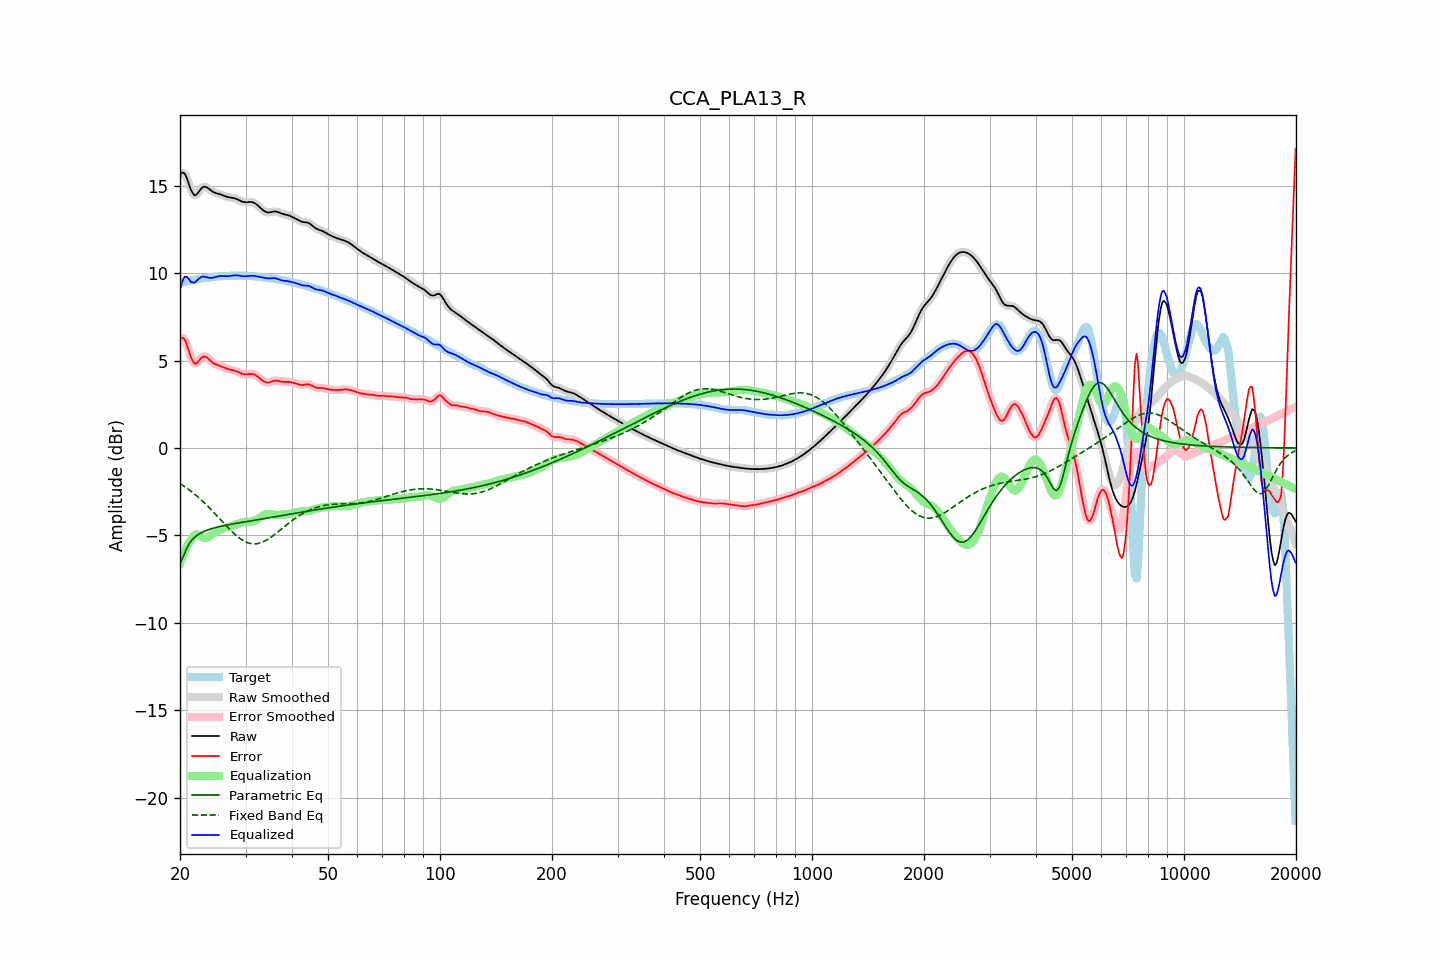 CCA_PLA13_R
Amplitude (dBr)
15
10
5
0
−5
−10
−15
−20
Target
Raw Smoothed
Error Smoothed
Raw
Error
Equalization
Parametric Eq
Fixed Band Eq
Equalized
20 50 100 200 500 1000 2000 5000 10000 20000
Frequency (Hz)